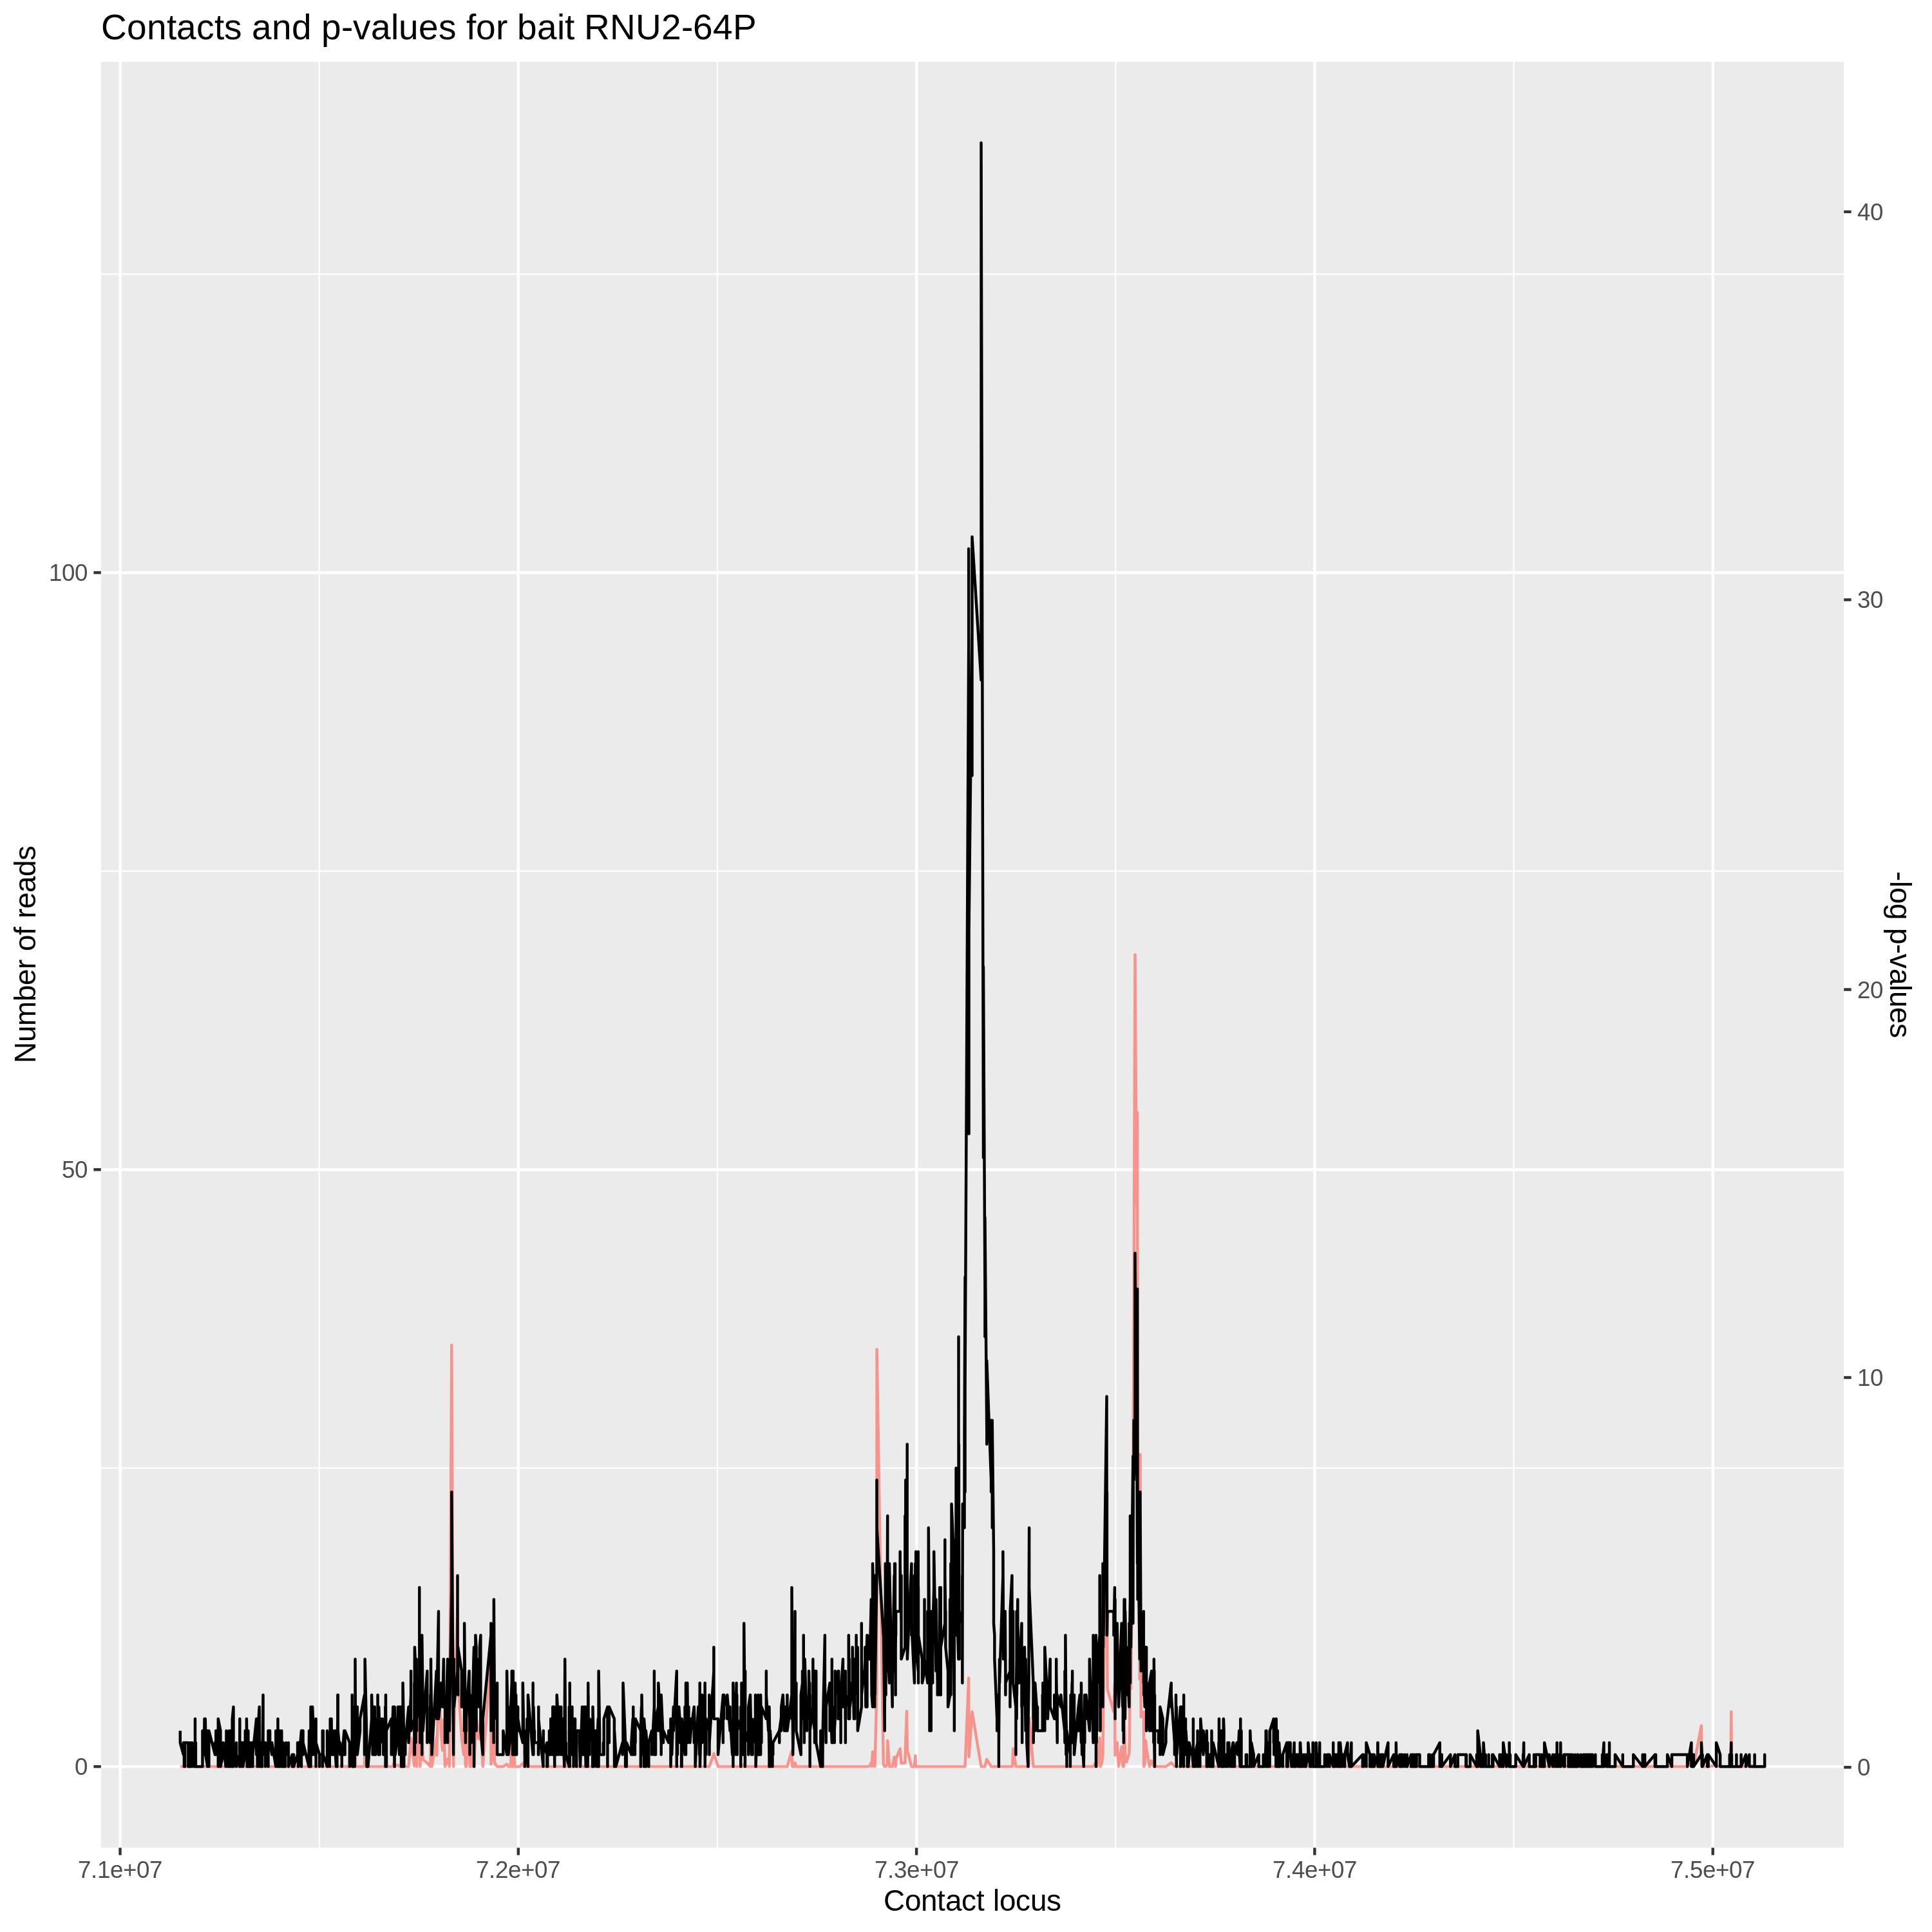 Contacts and p-values for bait RNU2-64P
Number of reads
100
50
0
40
30
20
10
0
-log p-values
7.1e+07 7.2e+07 7.3e+07 7.4e+07 7.5e+07
Contact locus